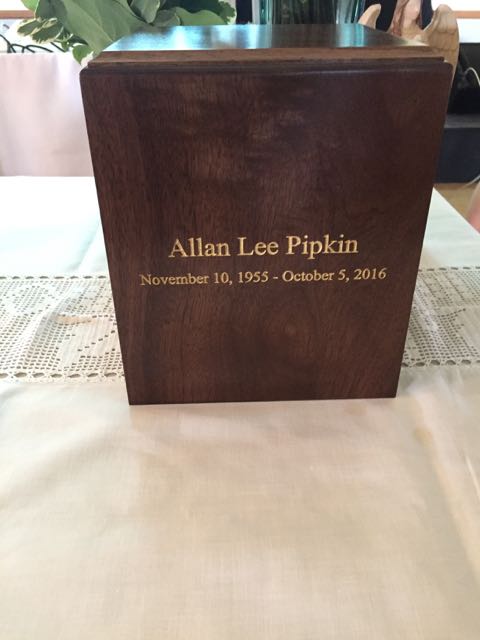 Allan Lee Pipkin
November 10, 1955 - October 5, 2016